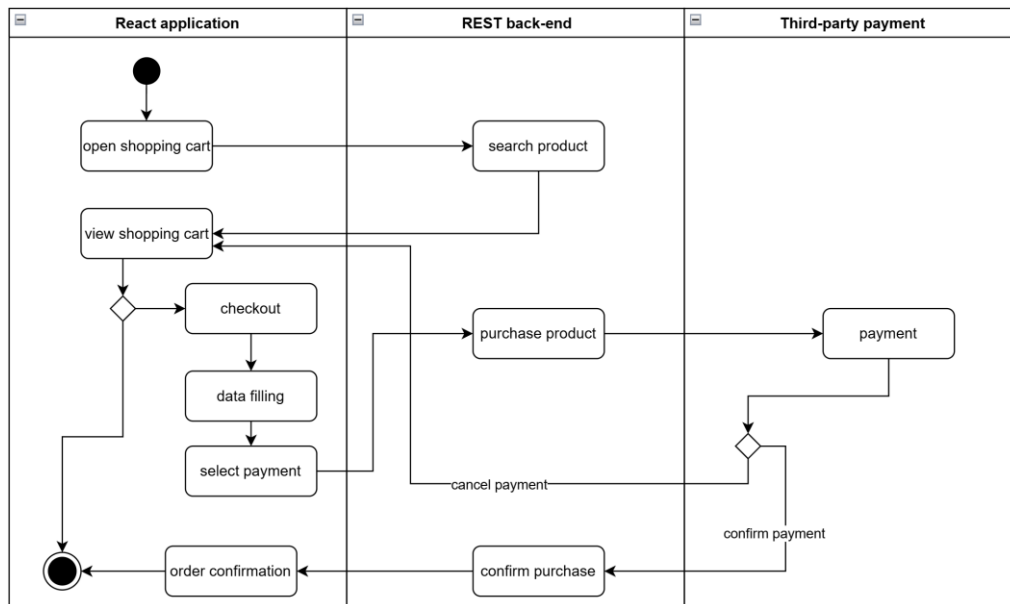 React application
REST back-end
Third-party payment
open shopping cart
search product
view shopping cart
checkout
purchase product
payment
data filling
select payment
cancel payment
confirm payment
order confirmation
confirm purchase